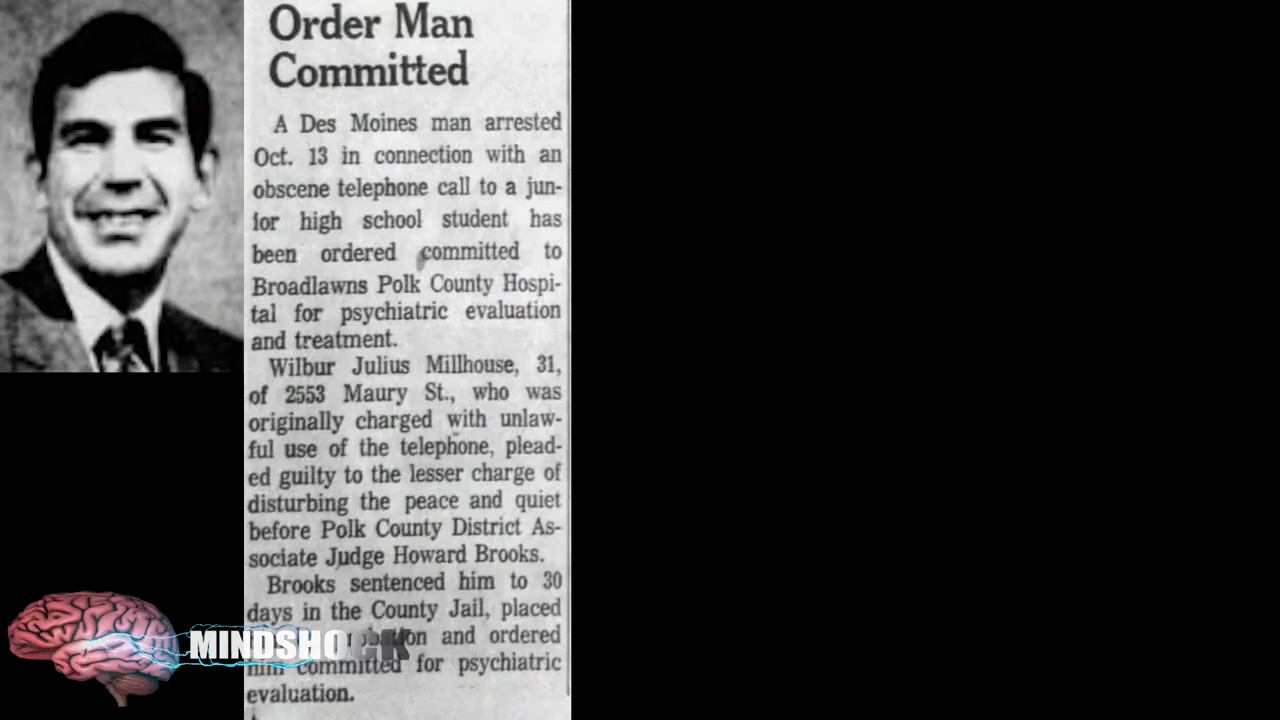 Order Man
Committed
A Des Moines man arrested
Oct. 13 in connection with an
obscene telephone call to a jun-
ior high school student has
been ordered committed to
Broadlawns Polk County Hospi-
tal for psychiatric evaluation
and treatment.
Wilbur Julius Millhouse, 31,
of 2553 Maury St., who was
originally charged with unlaw-
ful use of the telephone, plead-
ed guilty to the lesser charge of
disturbing the peace and quiet
before Polk County District As-
sociate Judge Howard Brooks.
Brooks sentenced him to 30
days in the County Jail, placed
and ordered
him committed for psychiatric
evaluation.
MINDSHOCK